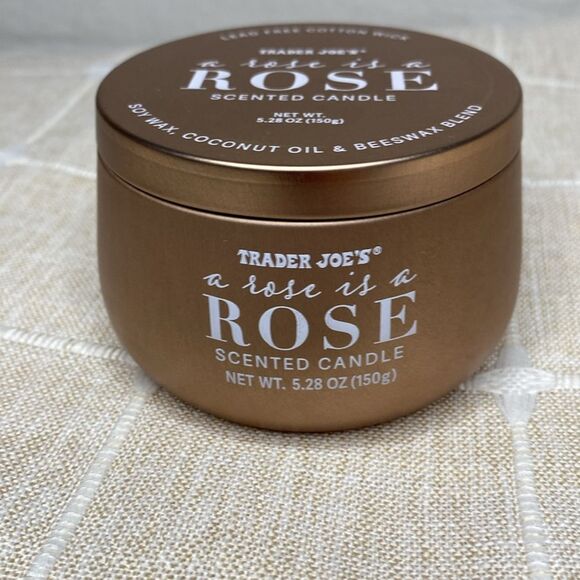 LEAD FREE COTTON WICK
TRADER JOE'S®
a rose is a
ROSE
SCENTED CANDLE
NET WT.
5.28 OZ (150g)
SOY WAX, COCONUT OIL & BEESWAX BLEND
TRADER JOE'S®
a rose is a
ROSE
SCENTED CANDLE
NET WT. 5.28 OZ (150g)